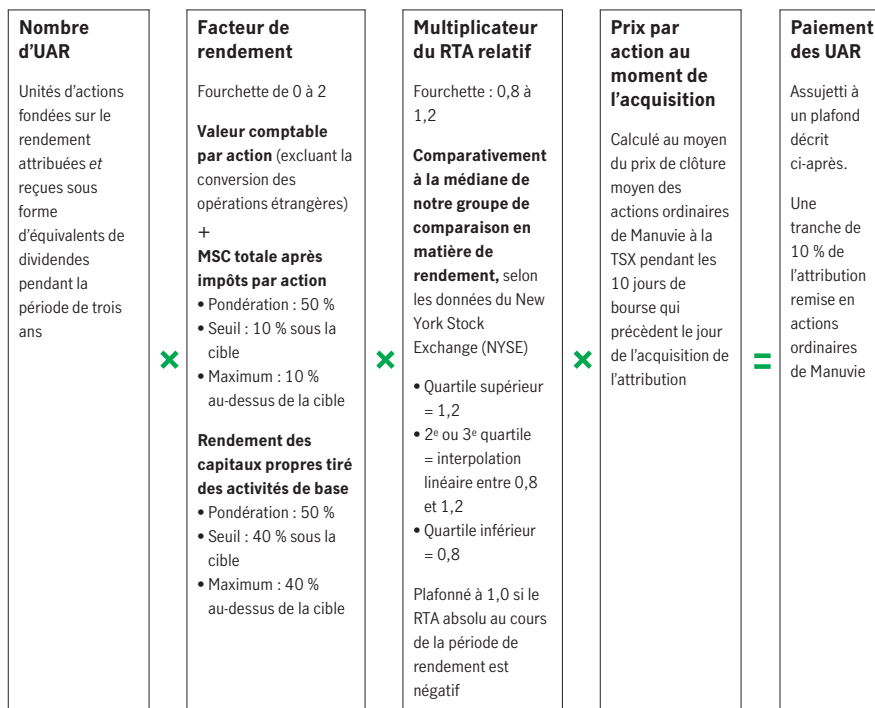 Nombre
d'UAR
Unités d'actions
fondées sur le
rendement
attribuées et
reçues sous
forme
d'équivalents de
dividendes
pendant la
période de trois
ans
×
Facteur de
rendement
Fourchette de 0 à 2
Valeur comptable
par action (excluant la
conversion des
opérations étrangères)
+
MSC totale après
impôts par action
• Pondération : 50 %
• Seuil : 10 % sous la
cible
• Maximum : 10 %
au-dessus de la cible
Rendement des
capitaux propres tiré
des activités de base
• Pondération : 50 %
• Seuil : 40 % sous la
cible
• Maximum : 40 %
au-dessus de la cible
×
Multiplicateur
du RTA relatif
Fourchette : 0,8 à
1,2
Comparativement
à la médiane de
notre groupe de
comparaison en
matière de
rendement, selon
les données du New
York Stock
Exchange (NYSE)
• Quartile supérieur
= 1,2
• 2e ou 3e quartile
= interpolation
linéaire entre 0,8
et 1,2
• Quartile inférieur
= 0,8
Plafonné à 1,0 si le
RTA absolu au cours
de la période de
rendement est
négatif
×
Prix par
action au
moment de
l'acquisition
Calculé au moyen
du prix de clôture
moyen des
actions ordinaires
de Manuvie à la
TSX pendant les
10 jours de
bourse qui
précèdent le jour
de l'acquisition de
l'attribution
=
Paiement
des UAR
Assujetti à
un plafond
décrit
ci-après.
Une
tranche de
10 % de
l'attribution
remise en
actions
ordinaires
de Manuvie